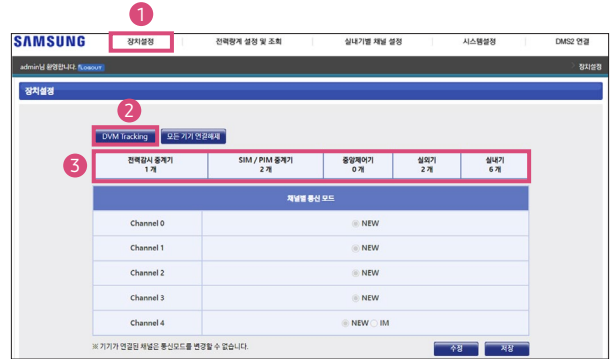 1
SAMSUNG 장치설정 전력량계 설정 및 조회 실내기별 채널 설정 시스템설정 DMS2 연결
admin님 환영합니다. LOGOUT 장치설정
장치설정
2
DVM Tracking 모든 기기 연결해제
3
전력감시 중계기 SIM / PIM 중계기 중앙제어기 실외기 실내기
1 개 2 개 0 개 2 개 6 개
채널별 통신 모드
Channel 0 NEW
Channel 1 NEW
Channel 2 NEW
Channel 3 NEW
Channel 4 NEW IM
※ 기기가 연결된 채널은 통신모드를 변경할 수 없습니다. 수정 저장